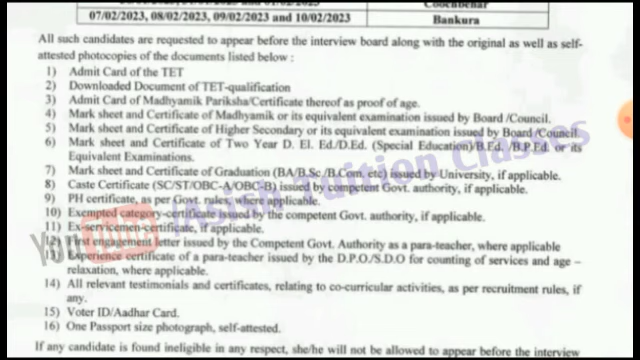 07/02/2023, 08/02/2023, 09/02/2023 and 10/02/2023
Bankura
All such candidates are requested to appear before the interview board along with the original as well as self-
attested photocopies of the documents listed below :
1) Admit Card of the TET
2) Downloaded Document of TET-qualification
3) Admit Card of Madhyamik Pariksha/Certificate thereof as proof of age.
4) Mark sheet and Certificate of Madhyamik or its equivalent examination issued by Board /Council.
5) Mark sheet and Certificate of Higher Secondary or its equivalent examination issued by Board /Council.
6) Mark sheet and Certificate of Two Year D. El. Ed/D.Ed. (Special Education)/B.Ed. /B.P.Ed. or its
Equivalent Examinations.
7) Mark sheet and Certificate of Graduation (BA/B.Sc./B.Com. etc) issued by University, if applicable.
8) Caste Certificate (SC/ST/OBC-A/OBC-B) issued by competent Govt. authority, if applicable.
9) PH certificate, as per Govt. rules, where applicable.
10) Exempted category-certificate issued by the competent Govt. authority, if applicable.
11) Ex-servicemen-certificate, if applicable.
engagement letter issued by the Competent Govt. Authority as a para-teacher, where applicable
13) Experience certificate of a para-teacher issued by the D.P.O/S.D.O for counting of services and age –
relaxation, where applicable.
14) All relevant testimonials and certificates, relating to co-curricular activities, as per recruitment rules, if
any.
15) Voter ID/Aadhar Card.
16) One Passport size photograph, self-attested.
If any candidate is found ineligible in any respect, she/he will not be allowed to appear before the interview
YouTube Asish Tuition Classes